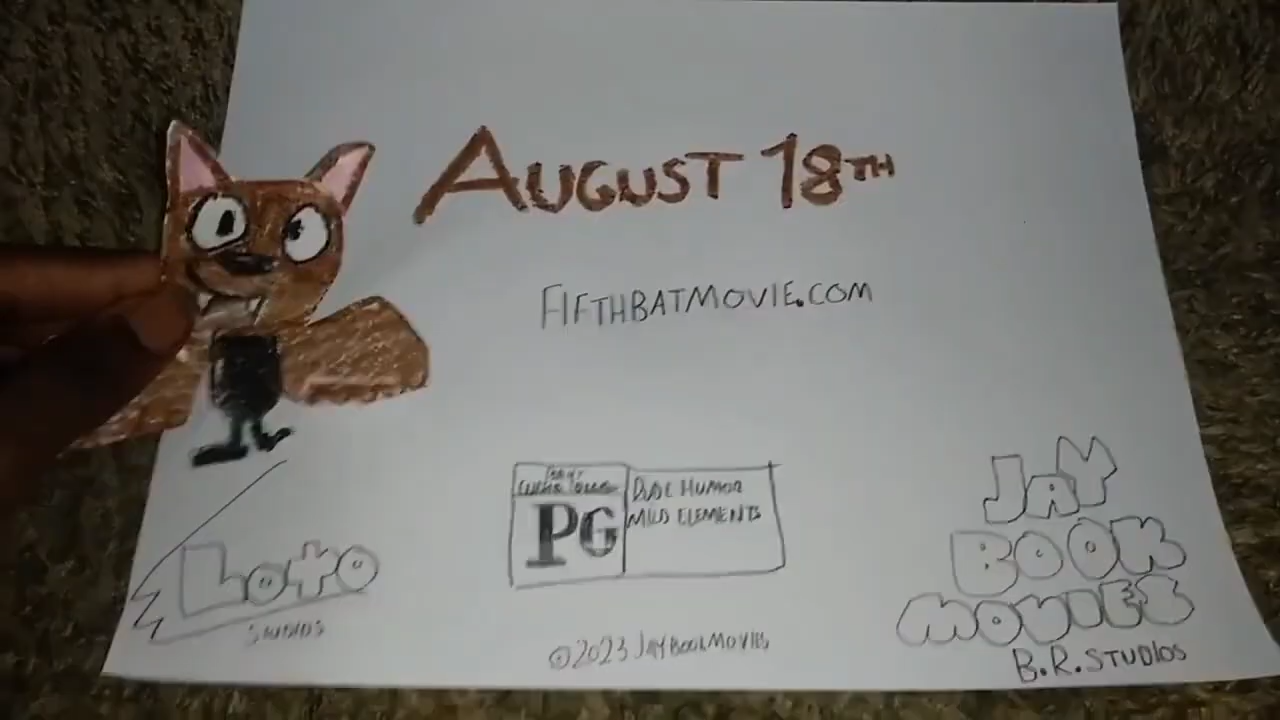 AUGUST 18TH
FIFTHBATMOVIE.COM
PG
RUDE HUMOR
MILD ELEMENTS
Loto
STUDIOS
©2023 JAYBOOKMOVIES
JAY
BOOK
MOVIES
B.R.STUDIOS